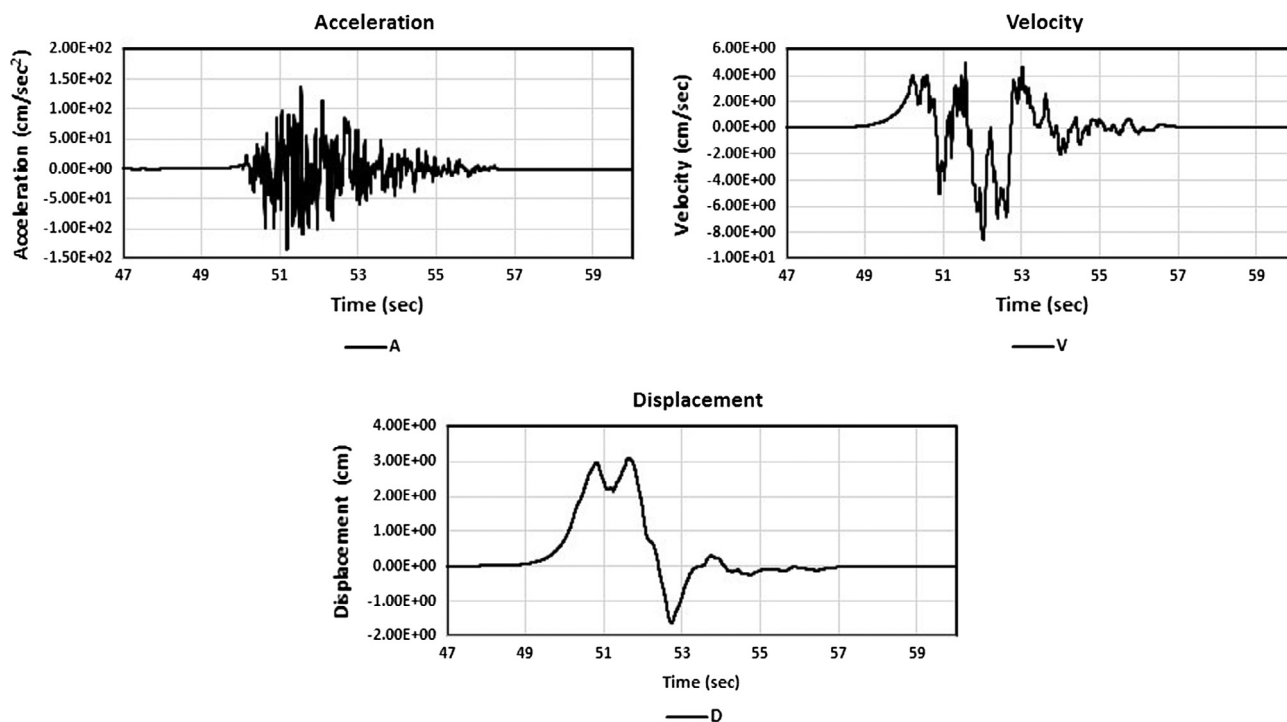 Acceleration
2.00E+02
1.50E+02
1.00E+02
5.00E+01
0.00E+00
-5.00E+01
-1.00E+02
-1.50E+02
Acceleration (cm/sec²)
47 49 51 53 55 57 59
Time (sec)
A
Velocity
6.00E+00
4.00E+00
2.00E+00
0.00E+00
-2.00E+00
-4.00E+00
-6.00E+00
-8.00E+00
-1.00E+01
Velocity (cm/sec)
47 49 51 53 55 57 59
Time (sec)
V
Displacement
4.00E+00
3.00E+00
2.00E+00
1.00E+00
0.00E+00
-1.00E+00
-2.00E+00
Displacement (cm)
47 49 51 53 55 57 59
Time (sec)
D